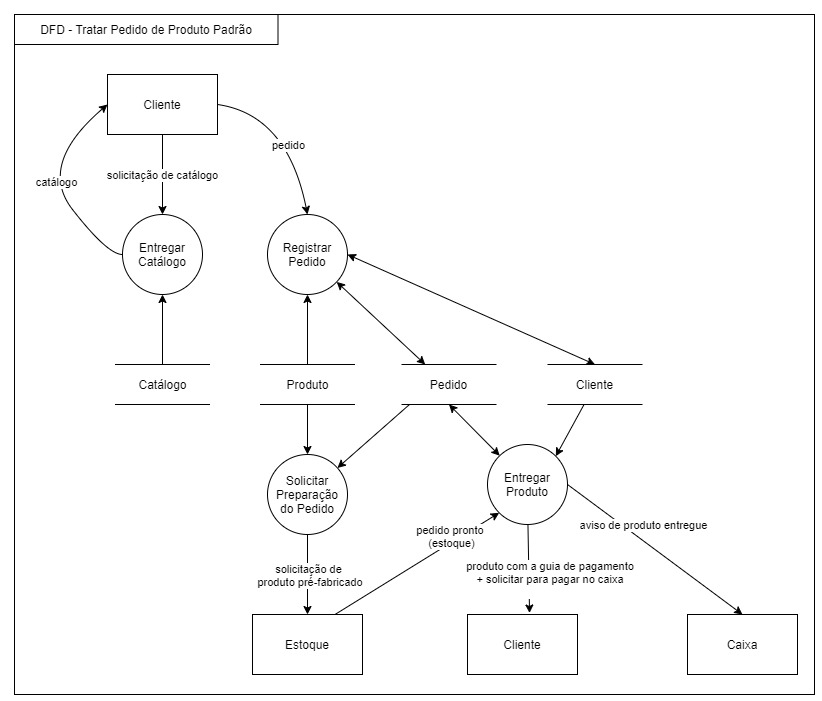 DFD - Tratar Pedido de Produto Padrão
Cliente
pedido
solicitação de catálogo
catálogo
Entregar
Catálogo
Registrar
Pedido
Catálogo
Produto
Pedido
Cliente
Solicitar
Preparação
do Pedido
Entregar
Produto
pedido pronto
(estoque)
aviso de produto entregue
solicitação de
produto pré-fabricado
produto com a guia de pagamento
+ solicitar para pagar no caixa
Estoque
Cliente
Caixa